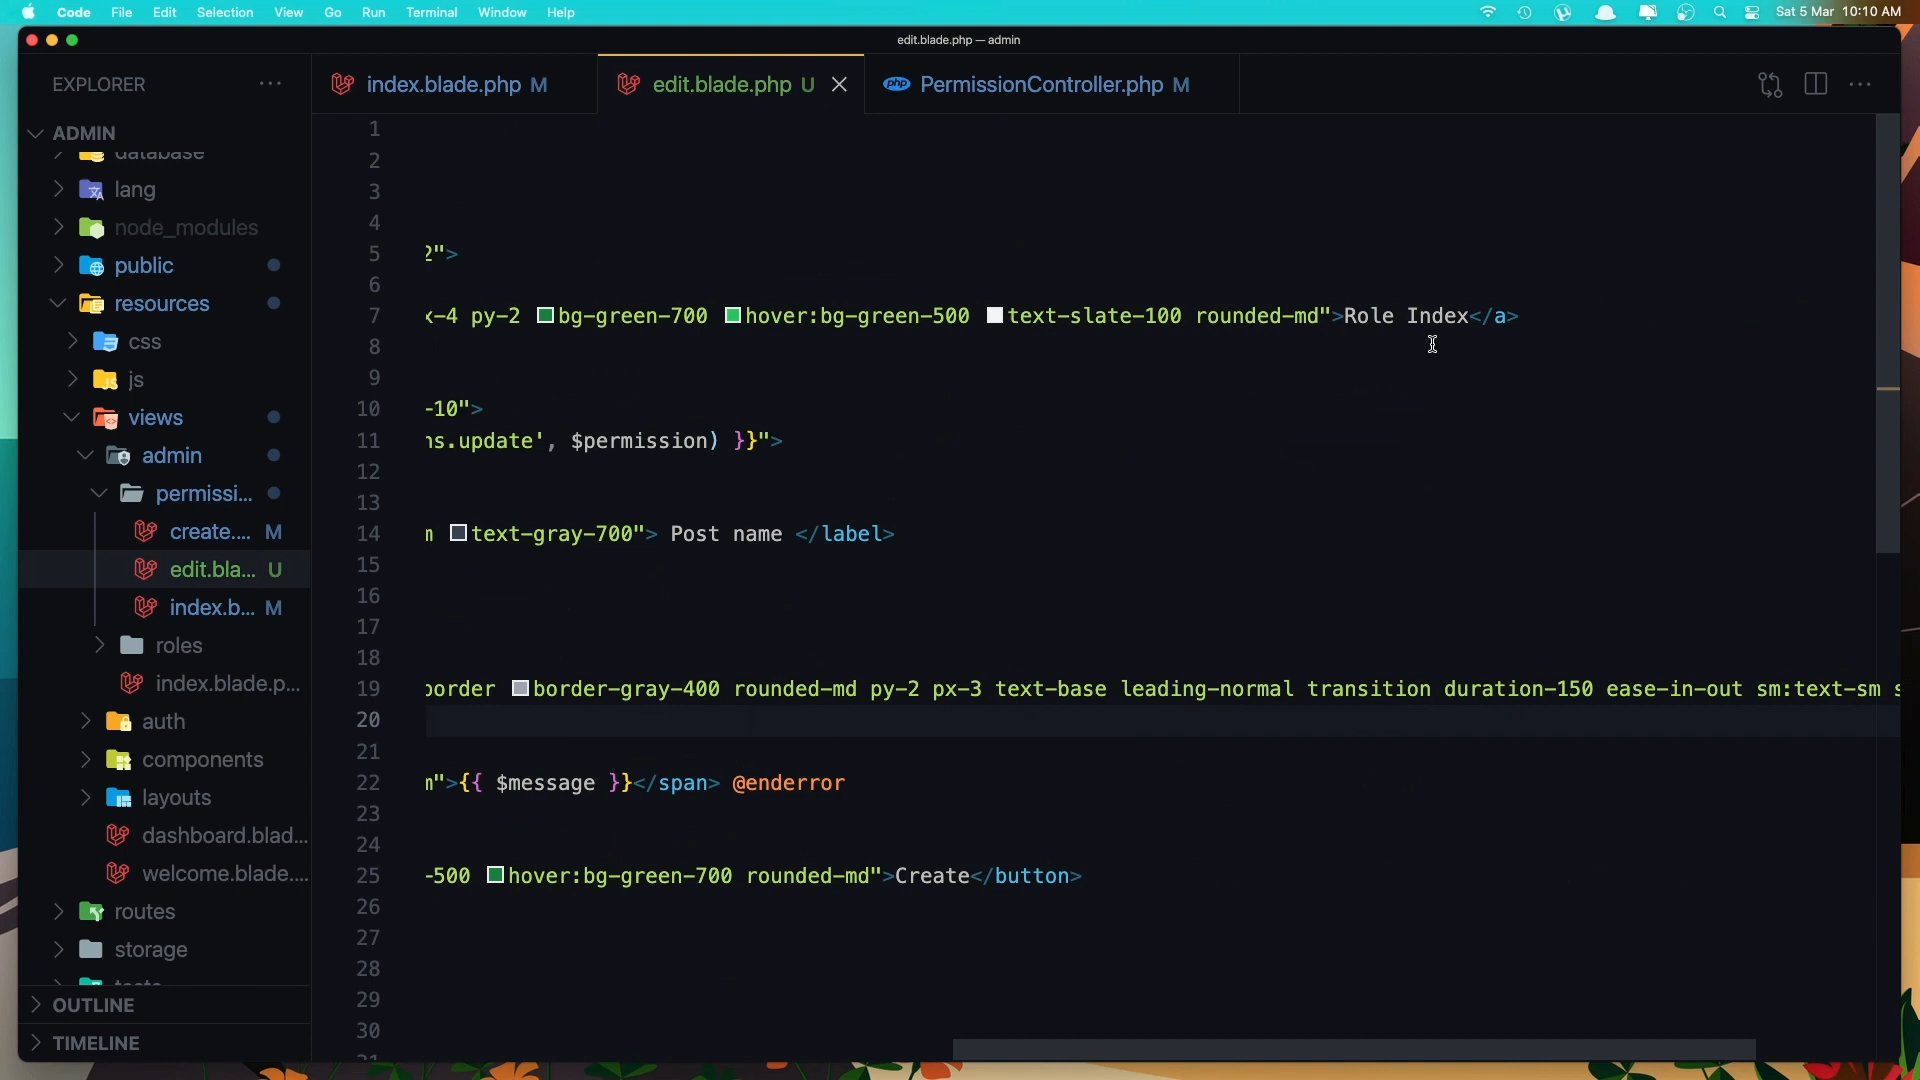 Code File Edit Selection View Go Run Terminal Window Help Sat 5 Mar 10:10 AM
edit.blade.php — admin
EXPLORER
index.blade.php M
edit.blade.php U
php PermissionController.php M
ADMIN
database
lang
node_modules
public
resources
css
js
views
admin
permissi...
create.... M
edit.bla... U
index.b... M
roles
index.blade.p...
auth
components
layouts
dashboard.blad...
welcome.blade....
routes
storage
tests
OUTLINE
TIMELINE
1
2
3
4
5 2">
6
7 x-4 py-2 bg-green-700 hover:bg-green-500 text-slate-100 rounded-md">Role Index</a>
8
9
10 -10">
11 ns.update', $permission) }}">
12
13
14 m text-gray-700"> Post name </label>
15
16
17
18
19 border border-gray-400 rounded-md py-2 px-3 text-base leading-normal transition duration-150 ease-in-out sm:text-sm s
20
21
22 m">{{ $message }}</span> @enderror
23
24
25 -500 hover:bg-green-700 rounded-md">Create</button>
26
27
28
29
30
31